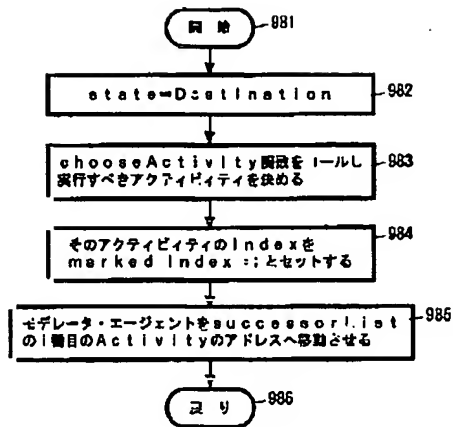 開始
981
state=Destination
982
chooseActivity関数をコールし
実行すべきアクティビティを決める
983
そのアクティビティのIndexを
marked Index =iとセットする
984
モデレータ・エージェントをsuccessorList
のi番目のActivityのアドレスへ移動させる
985
戻り
986